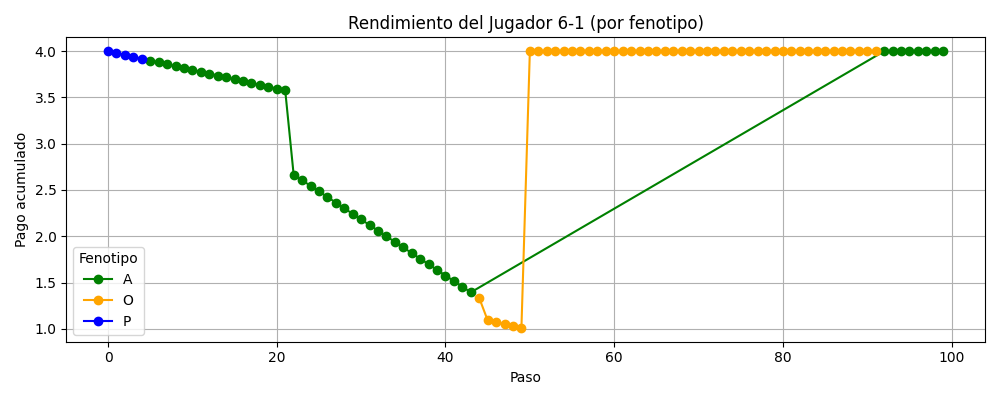 Rendimiento del Jugador 6-1 (por fenotipo)
Pago acumulado
4.0
3.5
3.0
2.5
2.0
1.5
1.0
Fenotipo
A
O
P
0 20 40 60 80 100
Paso